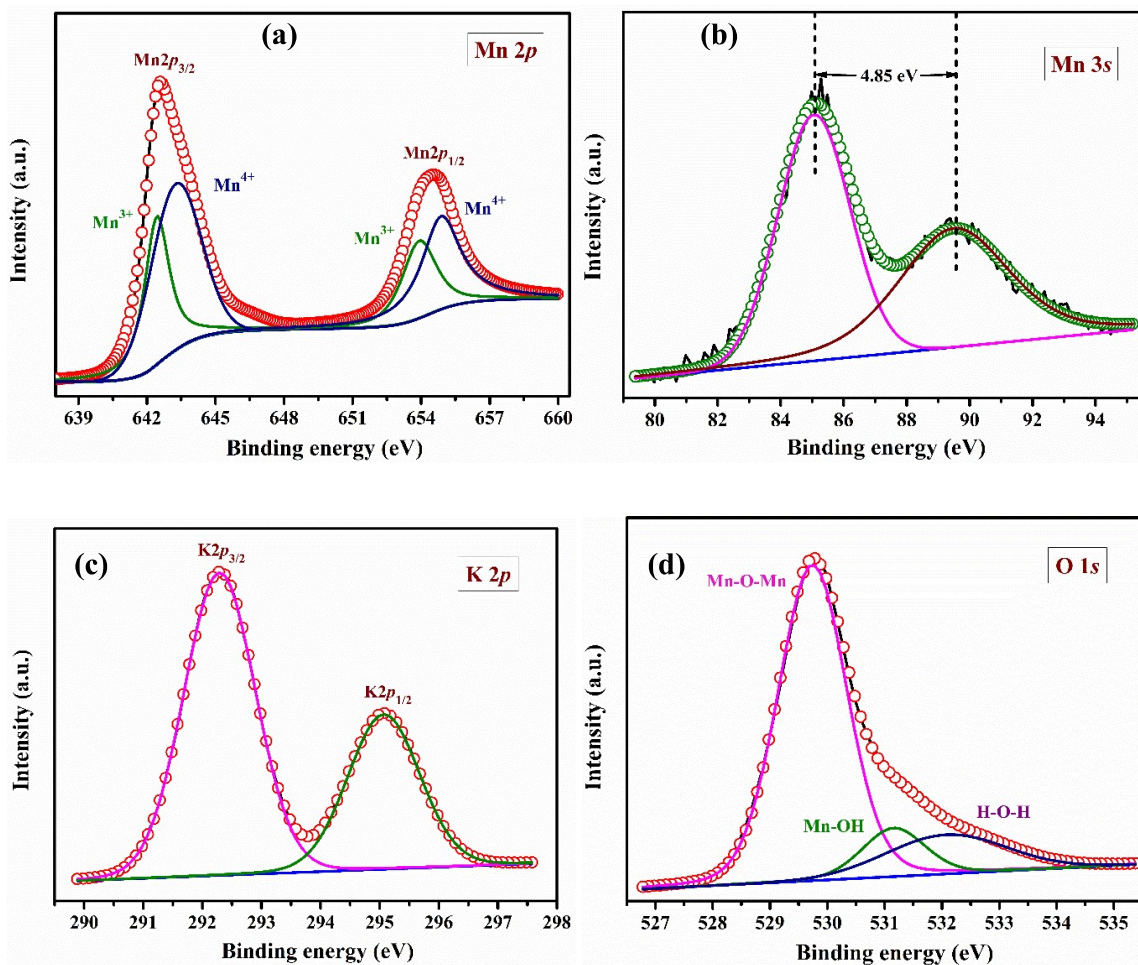 (a)
Mn 2p
Mn2p3/2
Mn3+
Mn4+
Mn2p1/2
Mn3+
Mn4+
Intensity (a.u.)
639 642 645 648 651 654 657 660
Binding energy (eV)
(b)
Mn 3s
4.85 eV
Intensity (a.u.)
80 82 84 86 88 90 92 94
Binding energy (eV)
(c)
K 2p
K2p3/2
K2p1/2
Intensity (a.u.)
290 291 292 293 294 295 296 297 298
Binding energy (eV)
(d)
O 1s
Mn-O-Mn
Mn-OH
H-O-H
Intensity (a.u.)
527 528 529 530 531 532 533 534 535
Binding energy (eV)